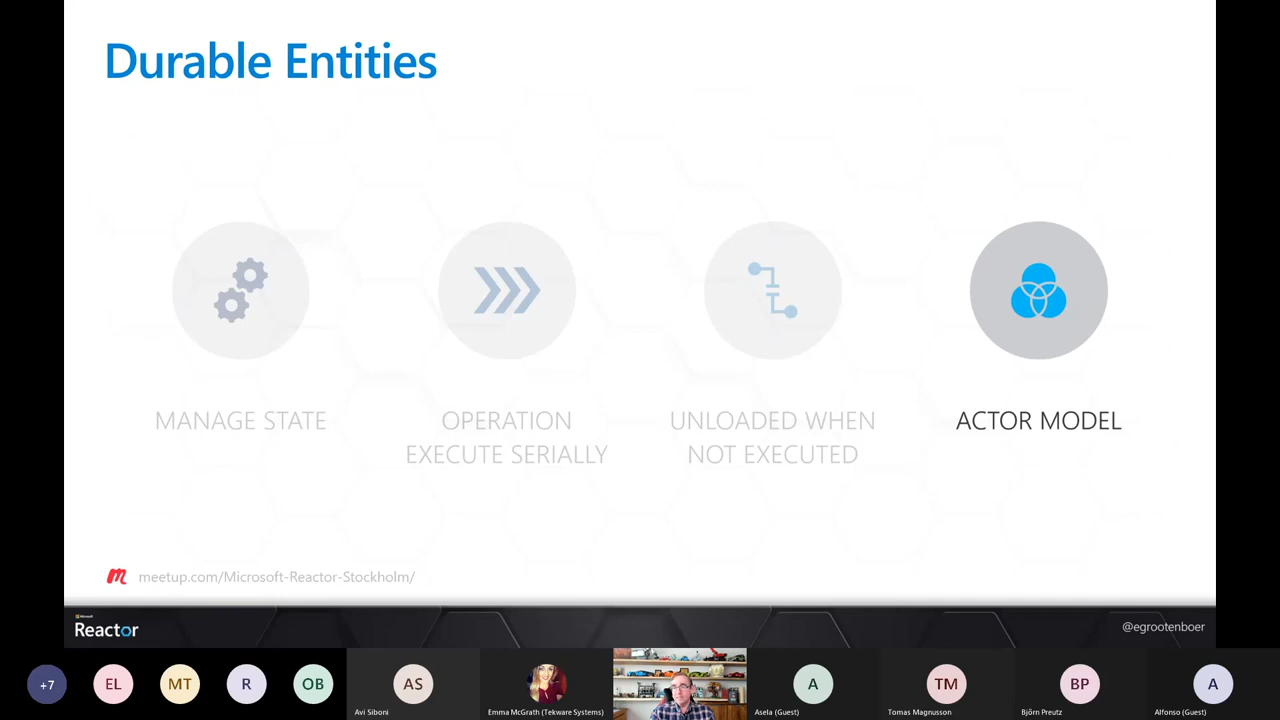 Durable Entities
MANAGE STATE
OPERATION
EXECUTE SERIALLY
UNLOADED WHEN
NOT EXECUTED
ACTOR MODEL
meetup.com/Microsoft-Reactor-Stockholm/
Microsoft
Reactor
@egrootenboer
+7
EL
MT
R
OB
AS
Avi Siboni
Emma McGrath (Tekware Systems)
A
Asela (Guest)
TM
Tomas Magnusson
BP
Björn Preutz
A
Alfonso (Guest)